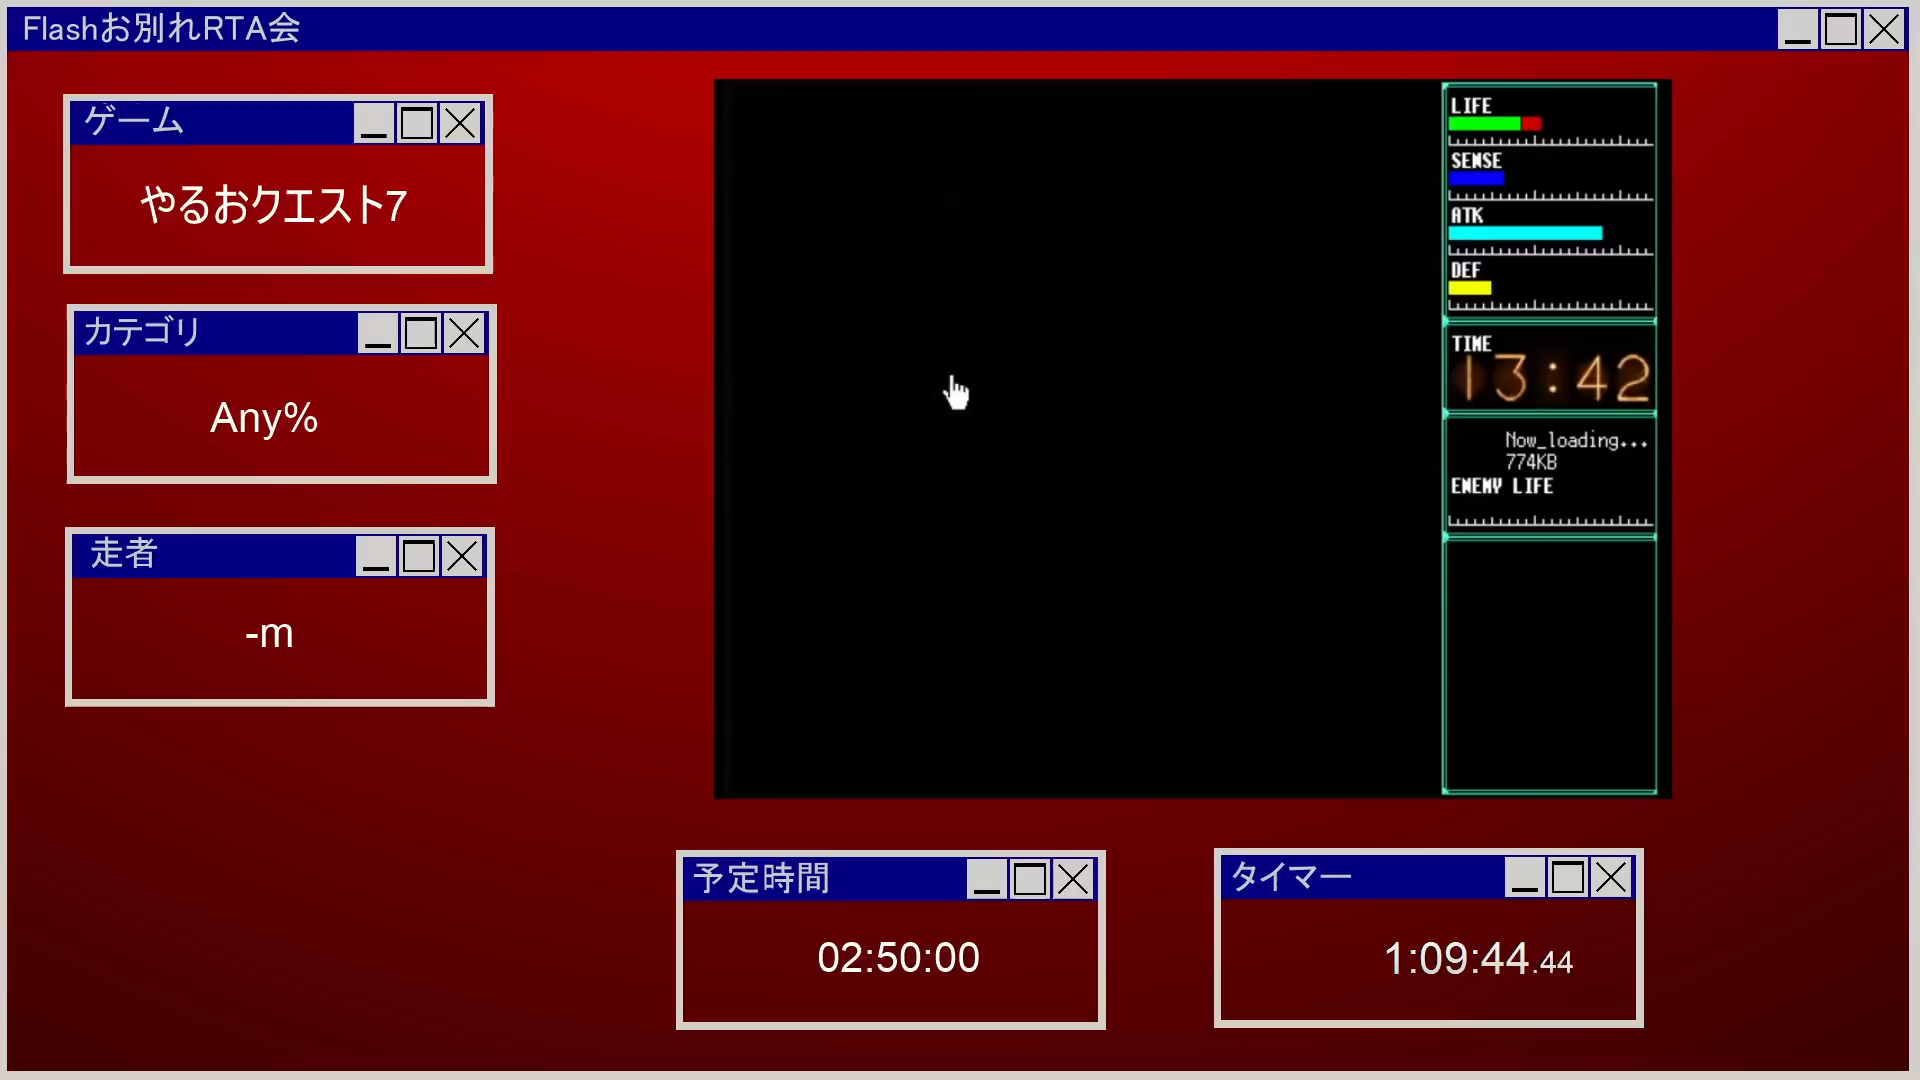 Flashお別れRTA会
ゲーム
やるおクエスト7
カテゴリ
Any%
走者
-m
LIFE
SENSE
ATK
DEF
TIME
13:42
Now_loading...
774KB
ENEMY LIFE
予定時間
02:50:00
タイマー
1:09:44.44